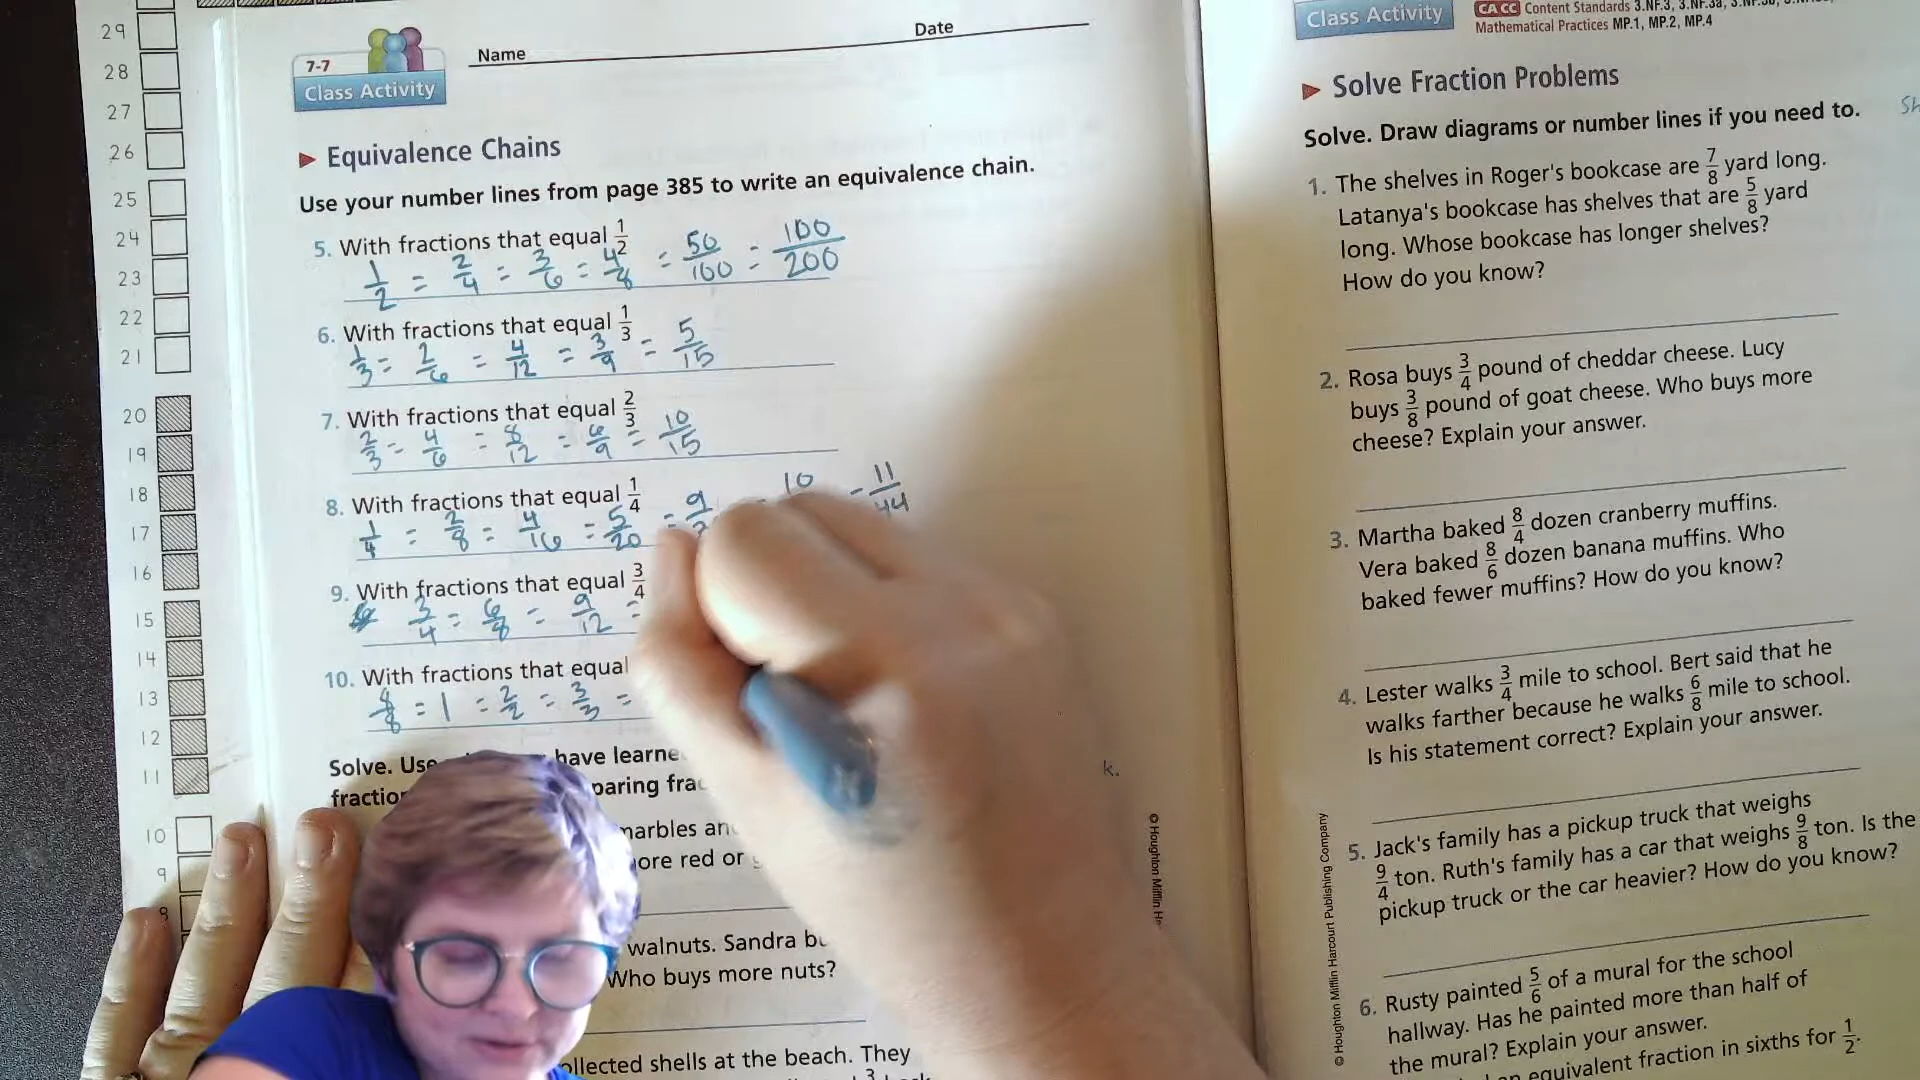 29
28
27
26
25
24
23
22
21
20
19
18
17
16
15
14
13
12
11
10
9
8
7-7
Class Activity
Name
Date
Equivalence Chains
Use your number lines from page 385 to write an equivalence chain.
5. With fractions that equal 1/2
1/2 = 2/4 = 3/6 = 4/8 = 50/100 = 100/200
6. With fractions that equal 1/3
1/3 = 2/6 = 4/12 = 3/9 = 5/15
7. With fractions that equal 2/3
2/3 = 4/6 = 8/12 = 6/9 = 10/15
8. With fractions that equal 1/4
1/4 = 2/8 = 4/16 = 5/20 = 9/ = 10 = 11/44
9. With fractions that equal 3/4
3/4 = 6/8 = 9/12 =
10. With fractions that equal
8/8 = 1 = 2/2 = 3/3 =
Solve. Use have
marbles
red or
walnuts. Sandra
Who buys more nuts?
shells at the beach. They
© Houghton Mifflin
Class Activity
CA CC Content Standards 3.NF.3, 3.NF.3a,
Mathematical Practices MP.1, MP.2, MP.4
Solve Fraction Problems
Solve. Draw diagrams or number lines if you need to.
1. The shelves in Roger's bookcase are 7/8 yard long.
Latanya's bookcase has shelves that are 5/8 yard
long. Whose bookcase has longer shelves?
How do you know?
2. Rosa buys 3/4 pound of cheddar cheese. Lucy
buys 3/8 pound of goat cheese. Who buys more
cheese? Explain your answer.
3. Martha baked 8/4 dozen cranberry muffins.
Vera baked 8/6 dozen banana muffins. Who
baked fewer muffins? How do you know?
4. Lester walks 3/4 mile to school. Bert said that he
walks farther because he walks 6/8 mile to school.
Is his statement correct? Explain your answer.
5. Jack's family has a pickup truck that weighs
9/4 ton. Ruth's family has a car that weighs 9/8 ton. Is the
pickup truck or the car heavier? How do you know?
6. Rusty painted 5/6 of a mural for the school
hallway. Has he painted more than half of
the mural? Explain your answer.
equivalent fraction in sixths for 1/2.
© Houghton Mifflin Harcourt Publishing Company